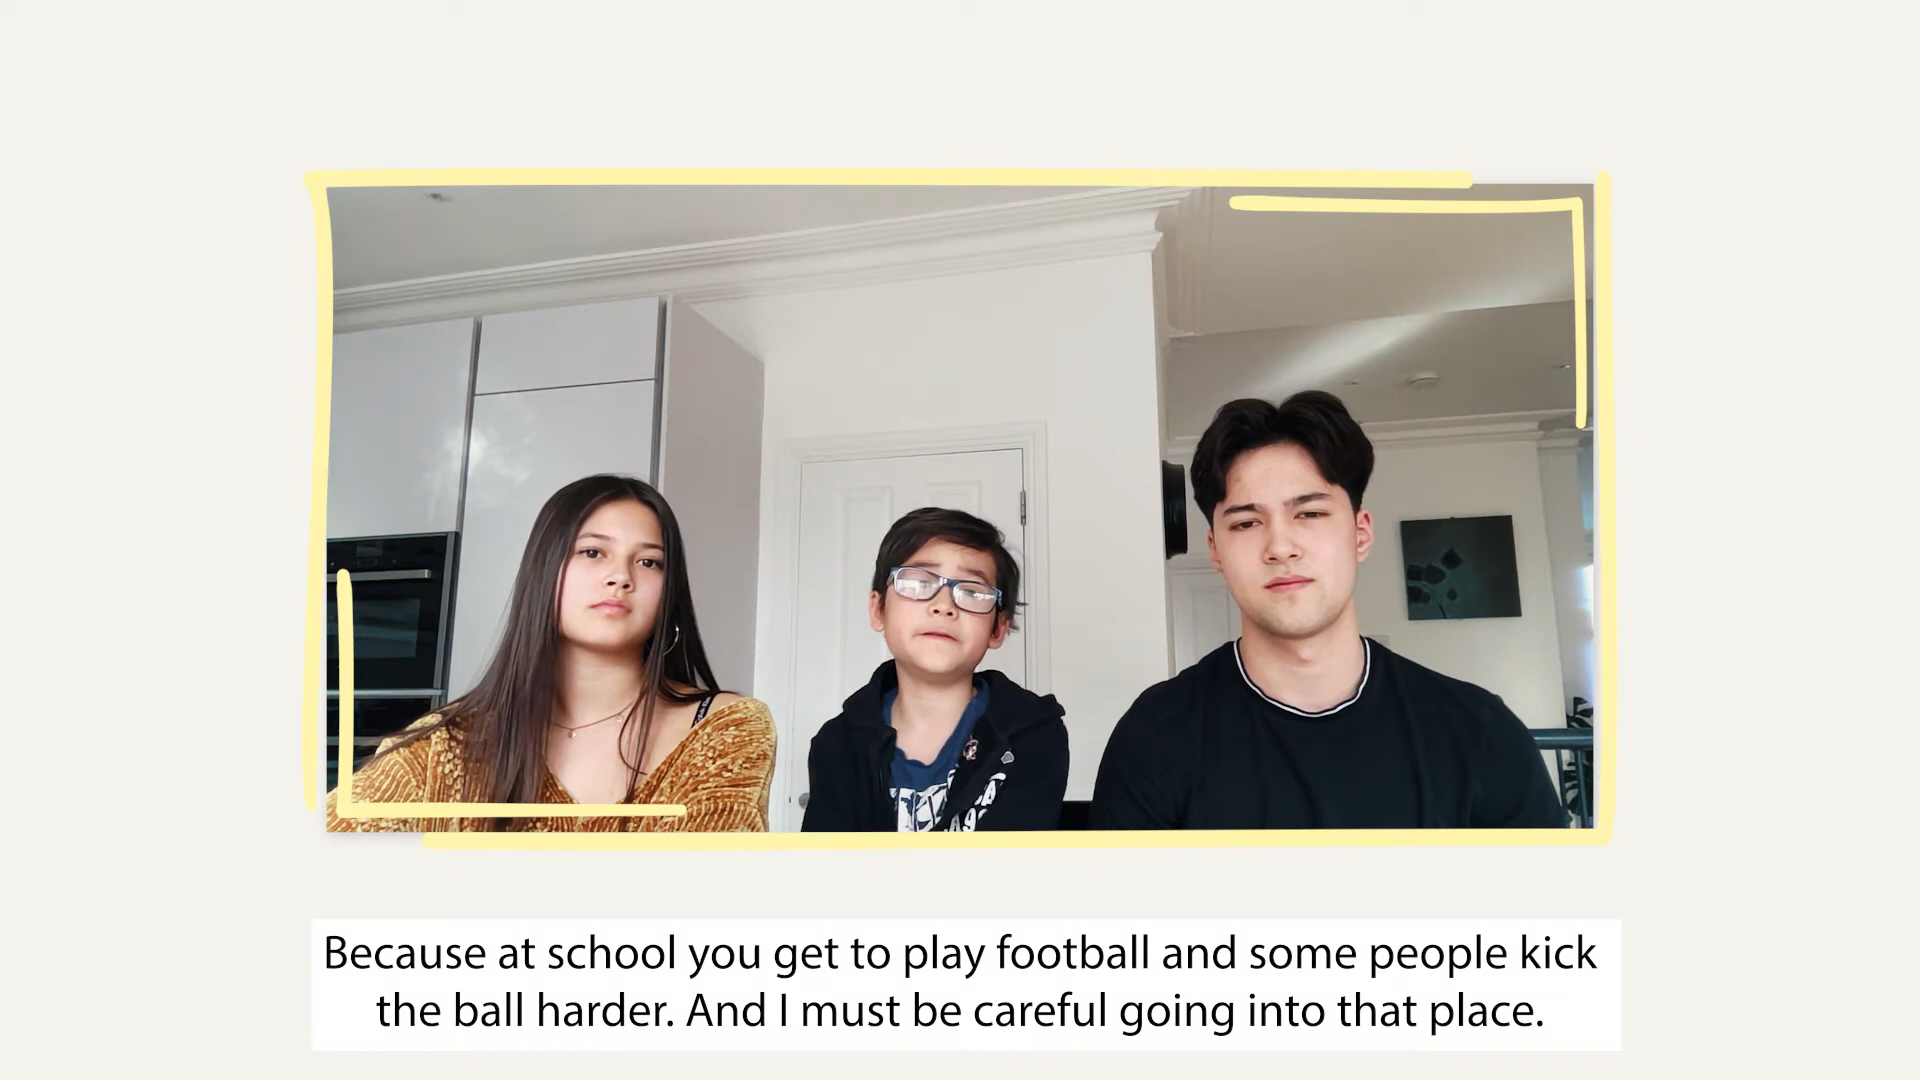 Because at school you get to play football and some people kick
the ball harder. And I must be careful going into that place.